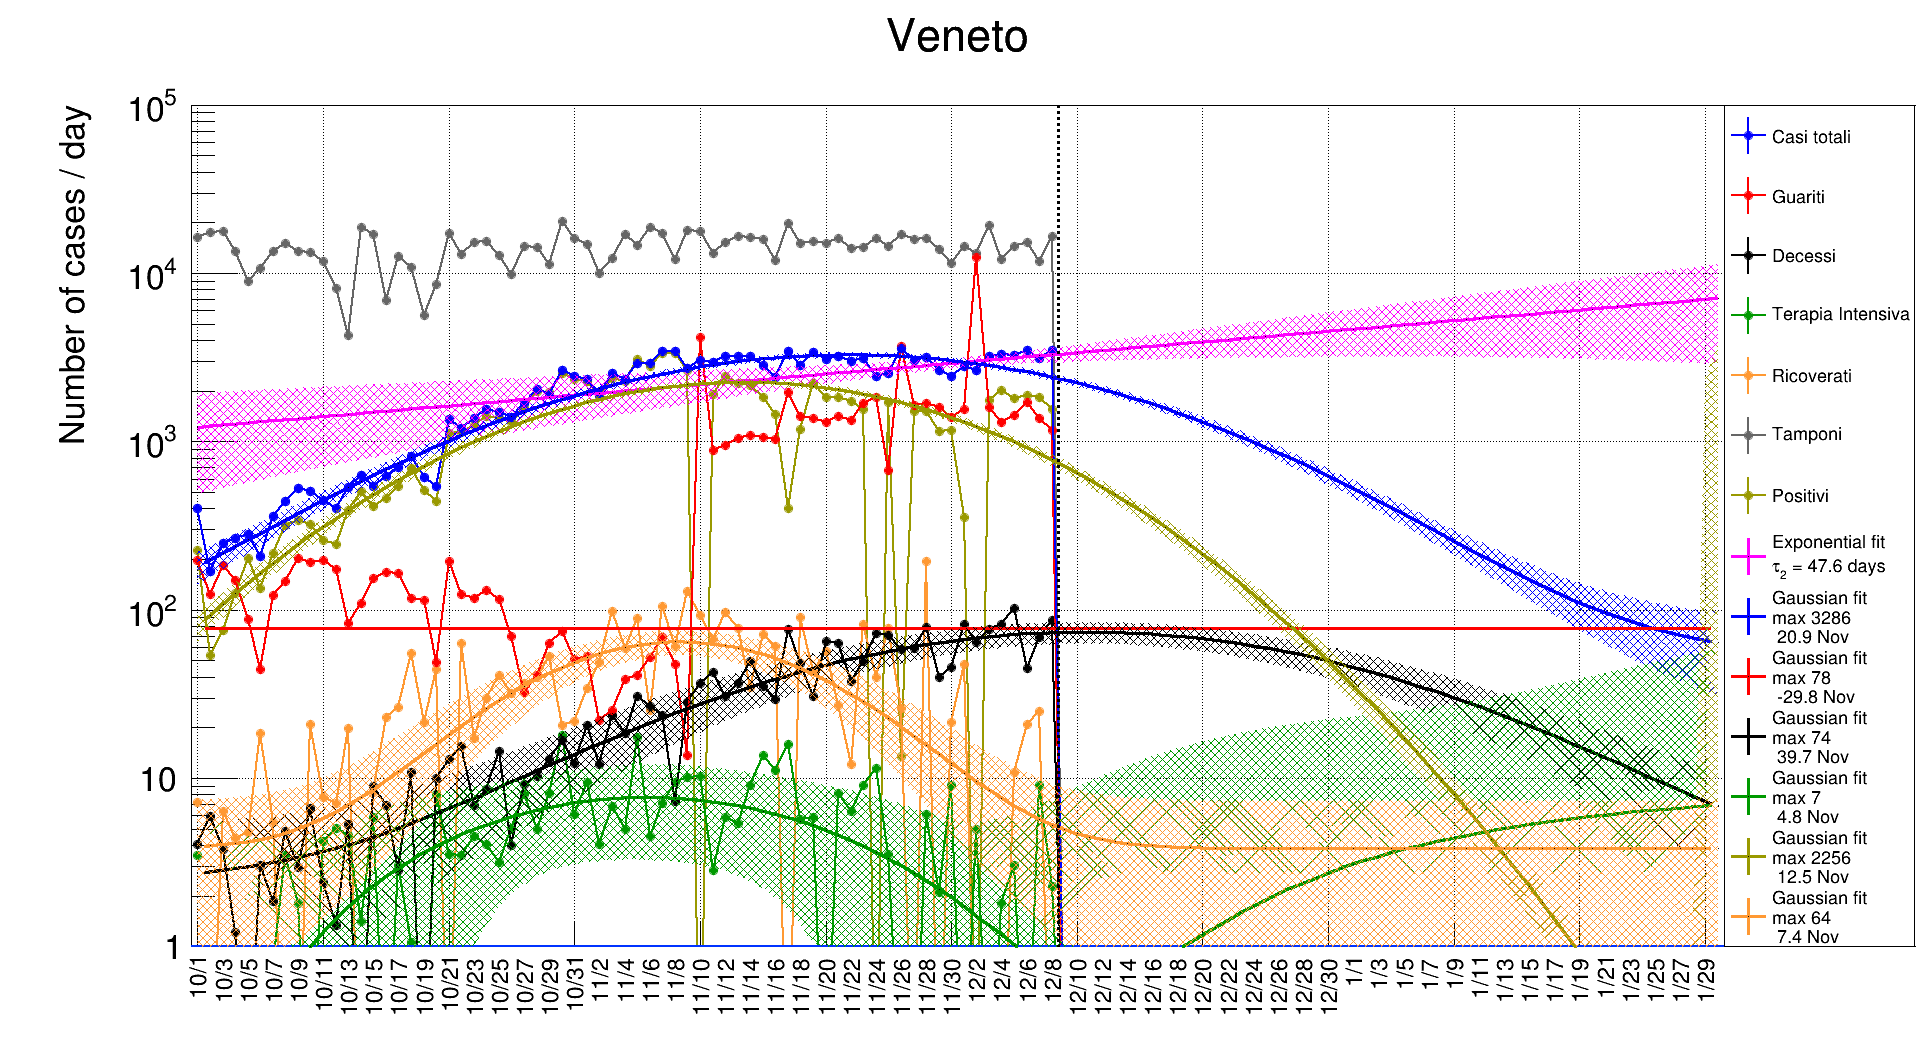 Veneto
Number of cases / day
10^5
10^4
10^3
10^2
10
1
10/1
10/3
10/5
10/7
10/9
10/11
10/13
10/15
10/17
10/19
10/21
10/23
10/25
10/27
10/29
10/31
11/2
11/4
11/6
11/8
11/10
11/12
11/14
11/16
11/18
11/20
11/22
11/24
11/26
11/28
11/30
12/2
12/4
12/6
12/8
12/10
12/12
12/14
12/16
12/18
12/20
12/22
12/24
12/26
12/28
12/30
1/1
1/3
1/5
1/7
1/9
1/11
1/13
1/15
1/17
1/19
1/21
1/23
1/25
1/27
1/29
Casi totali
Guariti
Decessi
Terapia Intensiva
Ricoverati
Tamponi
Positivi
Exponential fit
τ₂ = 47.6 days
Gaussian fit
max 3286
20.9 Nov
Gaussian fit
max 78
-29.8 Nov
Gaussian fit
max 74
39.7 Nov
Gaussian fit
max 7
4.8 Nov
Gaussian fit
max 2256
12.5 Nov
Gaussian fit
max 64
7.4 Nov